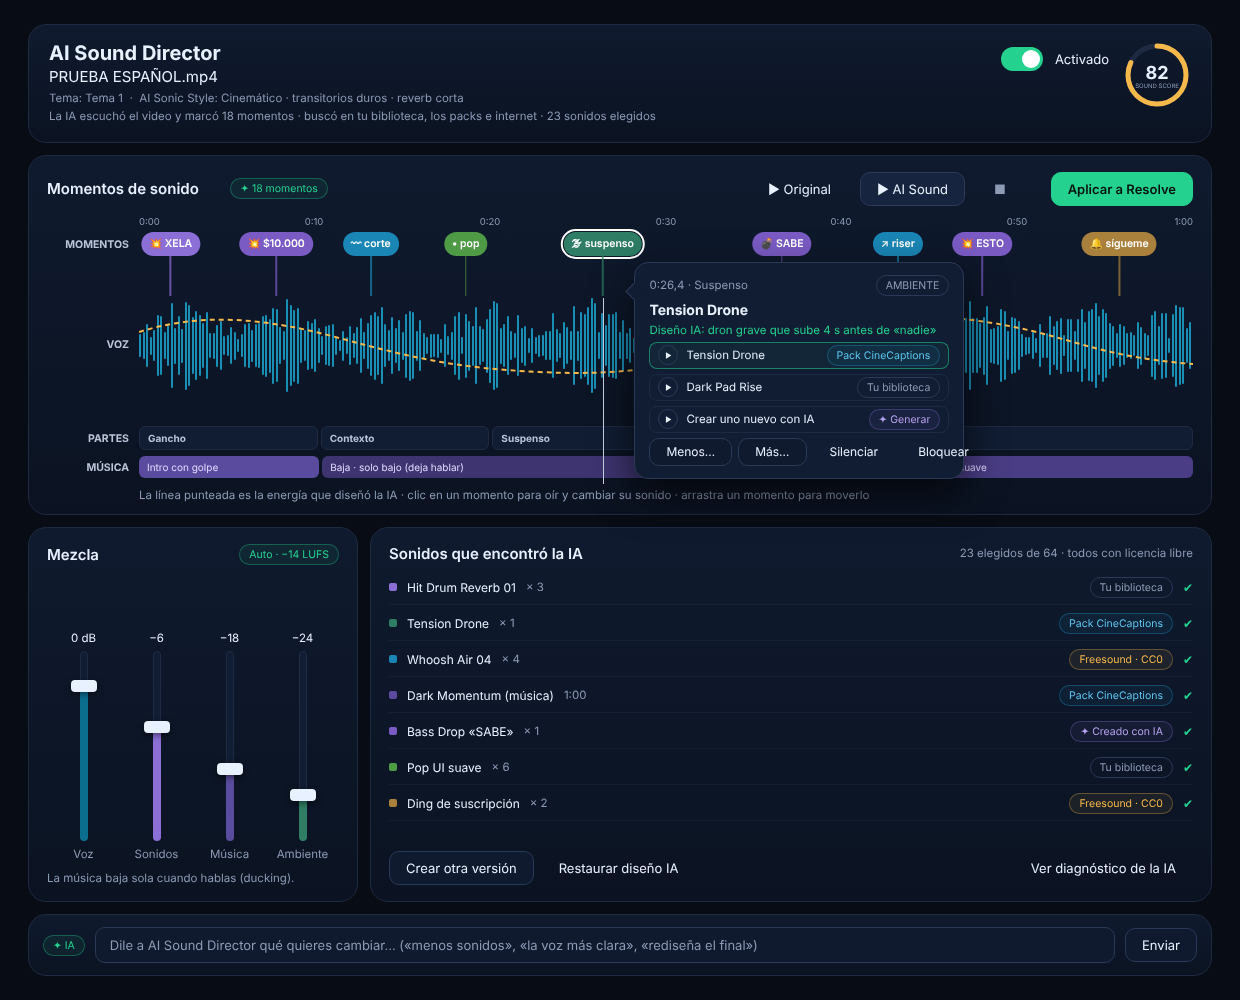 AI Sound Director
PRUEBA ESPAÑOL.mp4
Tema: Tema 1 · AI Sonic Style: Cinemático · transitorios duros · reverb corta
La IA escuchó el video y marcó 18 momentos · buscó en tu biblioteca, los packs e internet · 23 sonidos elegidos
Activado
82
SOUND SCORE
Momentos de sonido
✦ 18 momentos
▶ Original
▶ AI Sound
Aplicar a Resolve
0:00 0:10 0:20 0:30 0:40 0:50 1:00
MOMENTOS
💥 XELA
💥 $10.000
corte
• pop
suspenso
💣 SABE
↗ riser
💥 ESTO
🔔 sígueme
VOZ
0:26,4 · Suspenso
AMBIENTE
Tension Drone
Diseño IA: dron grave que sube 4 s antes de «nadie»
Tension Drone Pack CineCaptions
Dark Pad Rise Tu biblioteca
Crear uno nuevo con IA ✦ Generar
Menos... Más... Silenciar Bloquear
PARTES
Gancho
Contexto
Suspenso
MÚSICA
Intro con golpe
Baja · solo bajo (deja hablar)
suave
La línea punteada es la energía que diseñó la IA · clic en un momento para oír y cambiar su sonido · arrastra un momento para moverlo
Mezcla
Auto · −14 LUFS
0 dB −6 −18 −24
Voz Sonidos Música Ambiente
La música baja sola cuando hablas (ducking).
Sonidos que encontró la IA
23 elegidos de 64 · todos con licencia libre
Hit Drum Reverb 01 × 3 Tu biblioteca ✔
Tension Drone × 1 Pack CineCaptions ✔
Whoosh Air 04 × 4 Freesound · CC0 ✔
Dark Momentum (música) 1:00 Pack CineCaptions ✔
Bass Drop «SABE» × 1 ✦ Creado con IA ✔
Pop UI suave × 6 Tu biblioteca ✔
Ding de suscripción × 2 Freesound · CC0 ✔
Crear otra versión
Restaurar diseño IA
Ver diagnóstico de la IA
✦ IA
Dile a AI Sound Director qué quieres cambiar... («menos sonidos», «la voz más clara», «rediseña el final»)
Enviar